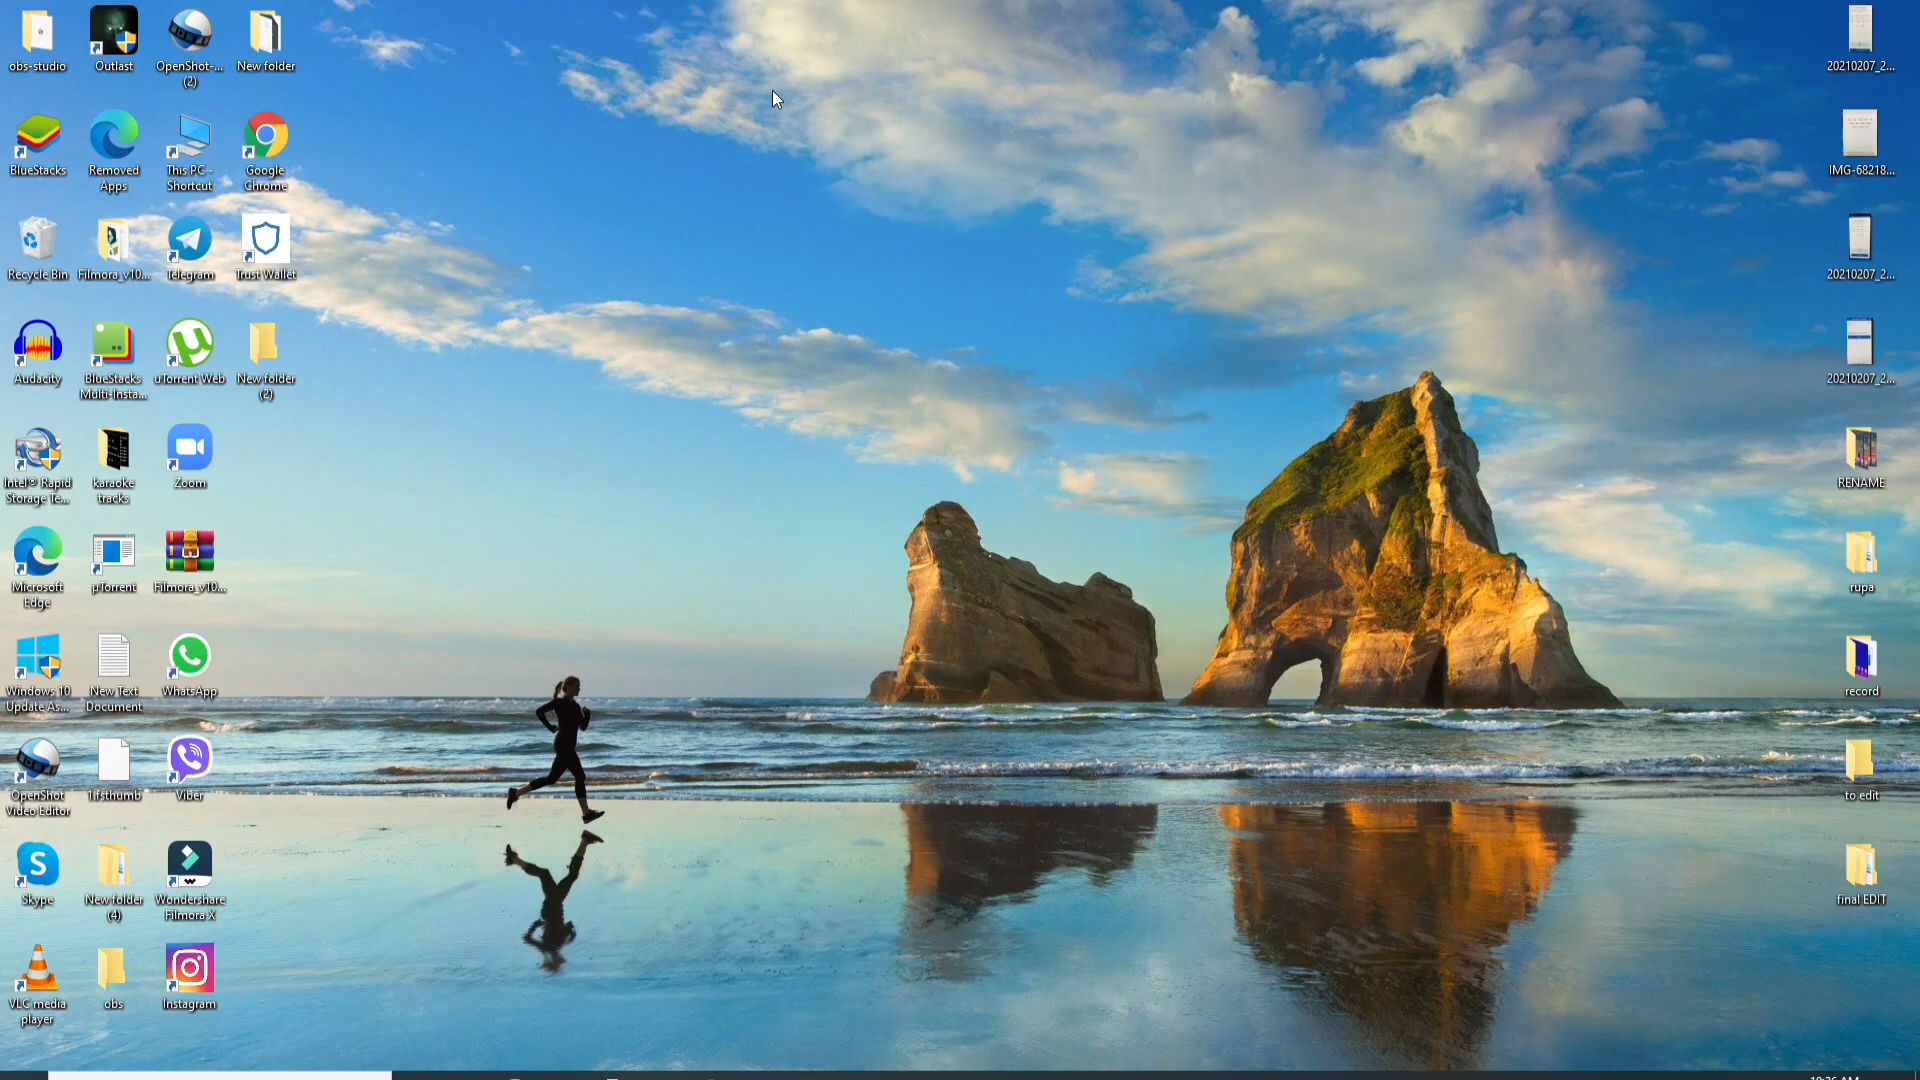 obs-studio
Outlast
OpenShot-...
(2)
New folder
BlueStacks
Removed
Apps
This PC -
Shortcut
Google
Chrome
Recycle Bin
Filmora_v10...
Telegram
Trust Wallet
Audacity
BlueStacks
Multi-Insta...
uTorrent Web
New folder
(2)
Intel® Rapid
Storage Te...
karaoke
tracks
Zoom
Microsoft
Edge
µTorrent
Filmora_v10...
Windows 10
Update As...
New Text
Document
WhatsApp
OpenShot
Video Editor
1.fsthumb
Viber
Skype
New folder
(4)
Wondershare
Filmora X
VLC media
player
obs
Instagram
20210207_2...
IMG-68218...
20210207_2...
20210207_2...
RENAME
rupa
record
to edit
final EDIT